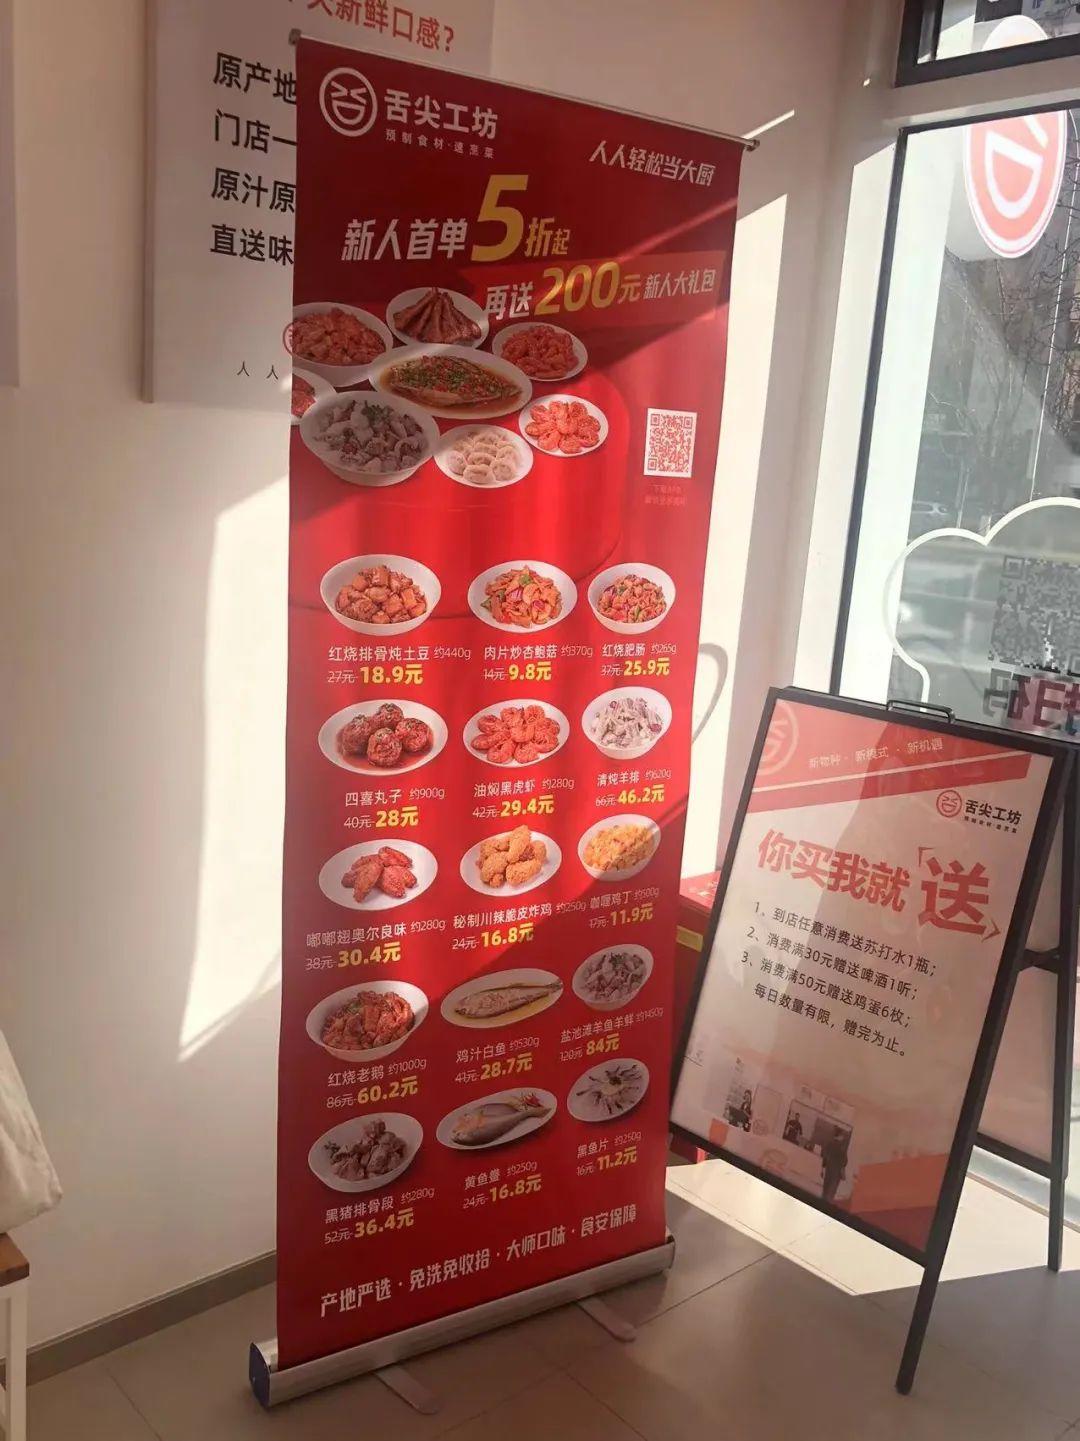 新鲜口感？
原产地
门店一
原汁原
直送味
人 人
舌尖工坊
预制食材·速烹菜
人人轻松当大厨
新人首单5折起
再送200元新人大礼包
红烧排骨炖土豆 约440g
27元 18.9元
肉片炒杏鲍菇 约370g
14元 9.8元
红烧肥肠 约265g
37元 25.9元
四喜丸子 约900g
40元 28元
油焖黑虎虾 约280g
42元 29.4元
清炖羊排 约620g
66元 46.2元
嘟嘟翅奥尔良味 约280g
38元 30.4元
秘制川辣脆皮炸鸡 约250g
24元 16.8元
咖喱鸡丁 约500g
17元 11.9元
红烧老鹅 约1000g
86元 60.2元
鸡汁白鱼 约530g
41元 28.7元
盐池滩羊鱼羊鲜 约1450g
120元 84元
黑猪排骨段 约280g
52元 36.4元
黄鱼鲞 约250g
24元 16.8元
黑鱼片 约250g
16元 11.2元
产地严选·免洗免收拾·大师口味·食安保障
新物种·新模式·新机遇
舌尖工坊
预制食材·速烹菜
你买我就「送」
1、到店任意消费送苏打水1瓶；
2、消费满30元赠送啤酒1听；
3、消费满50元赠送鸡蛋6枚；
每日数量有限，赠完为止。